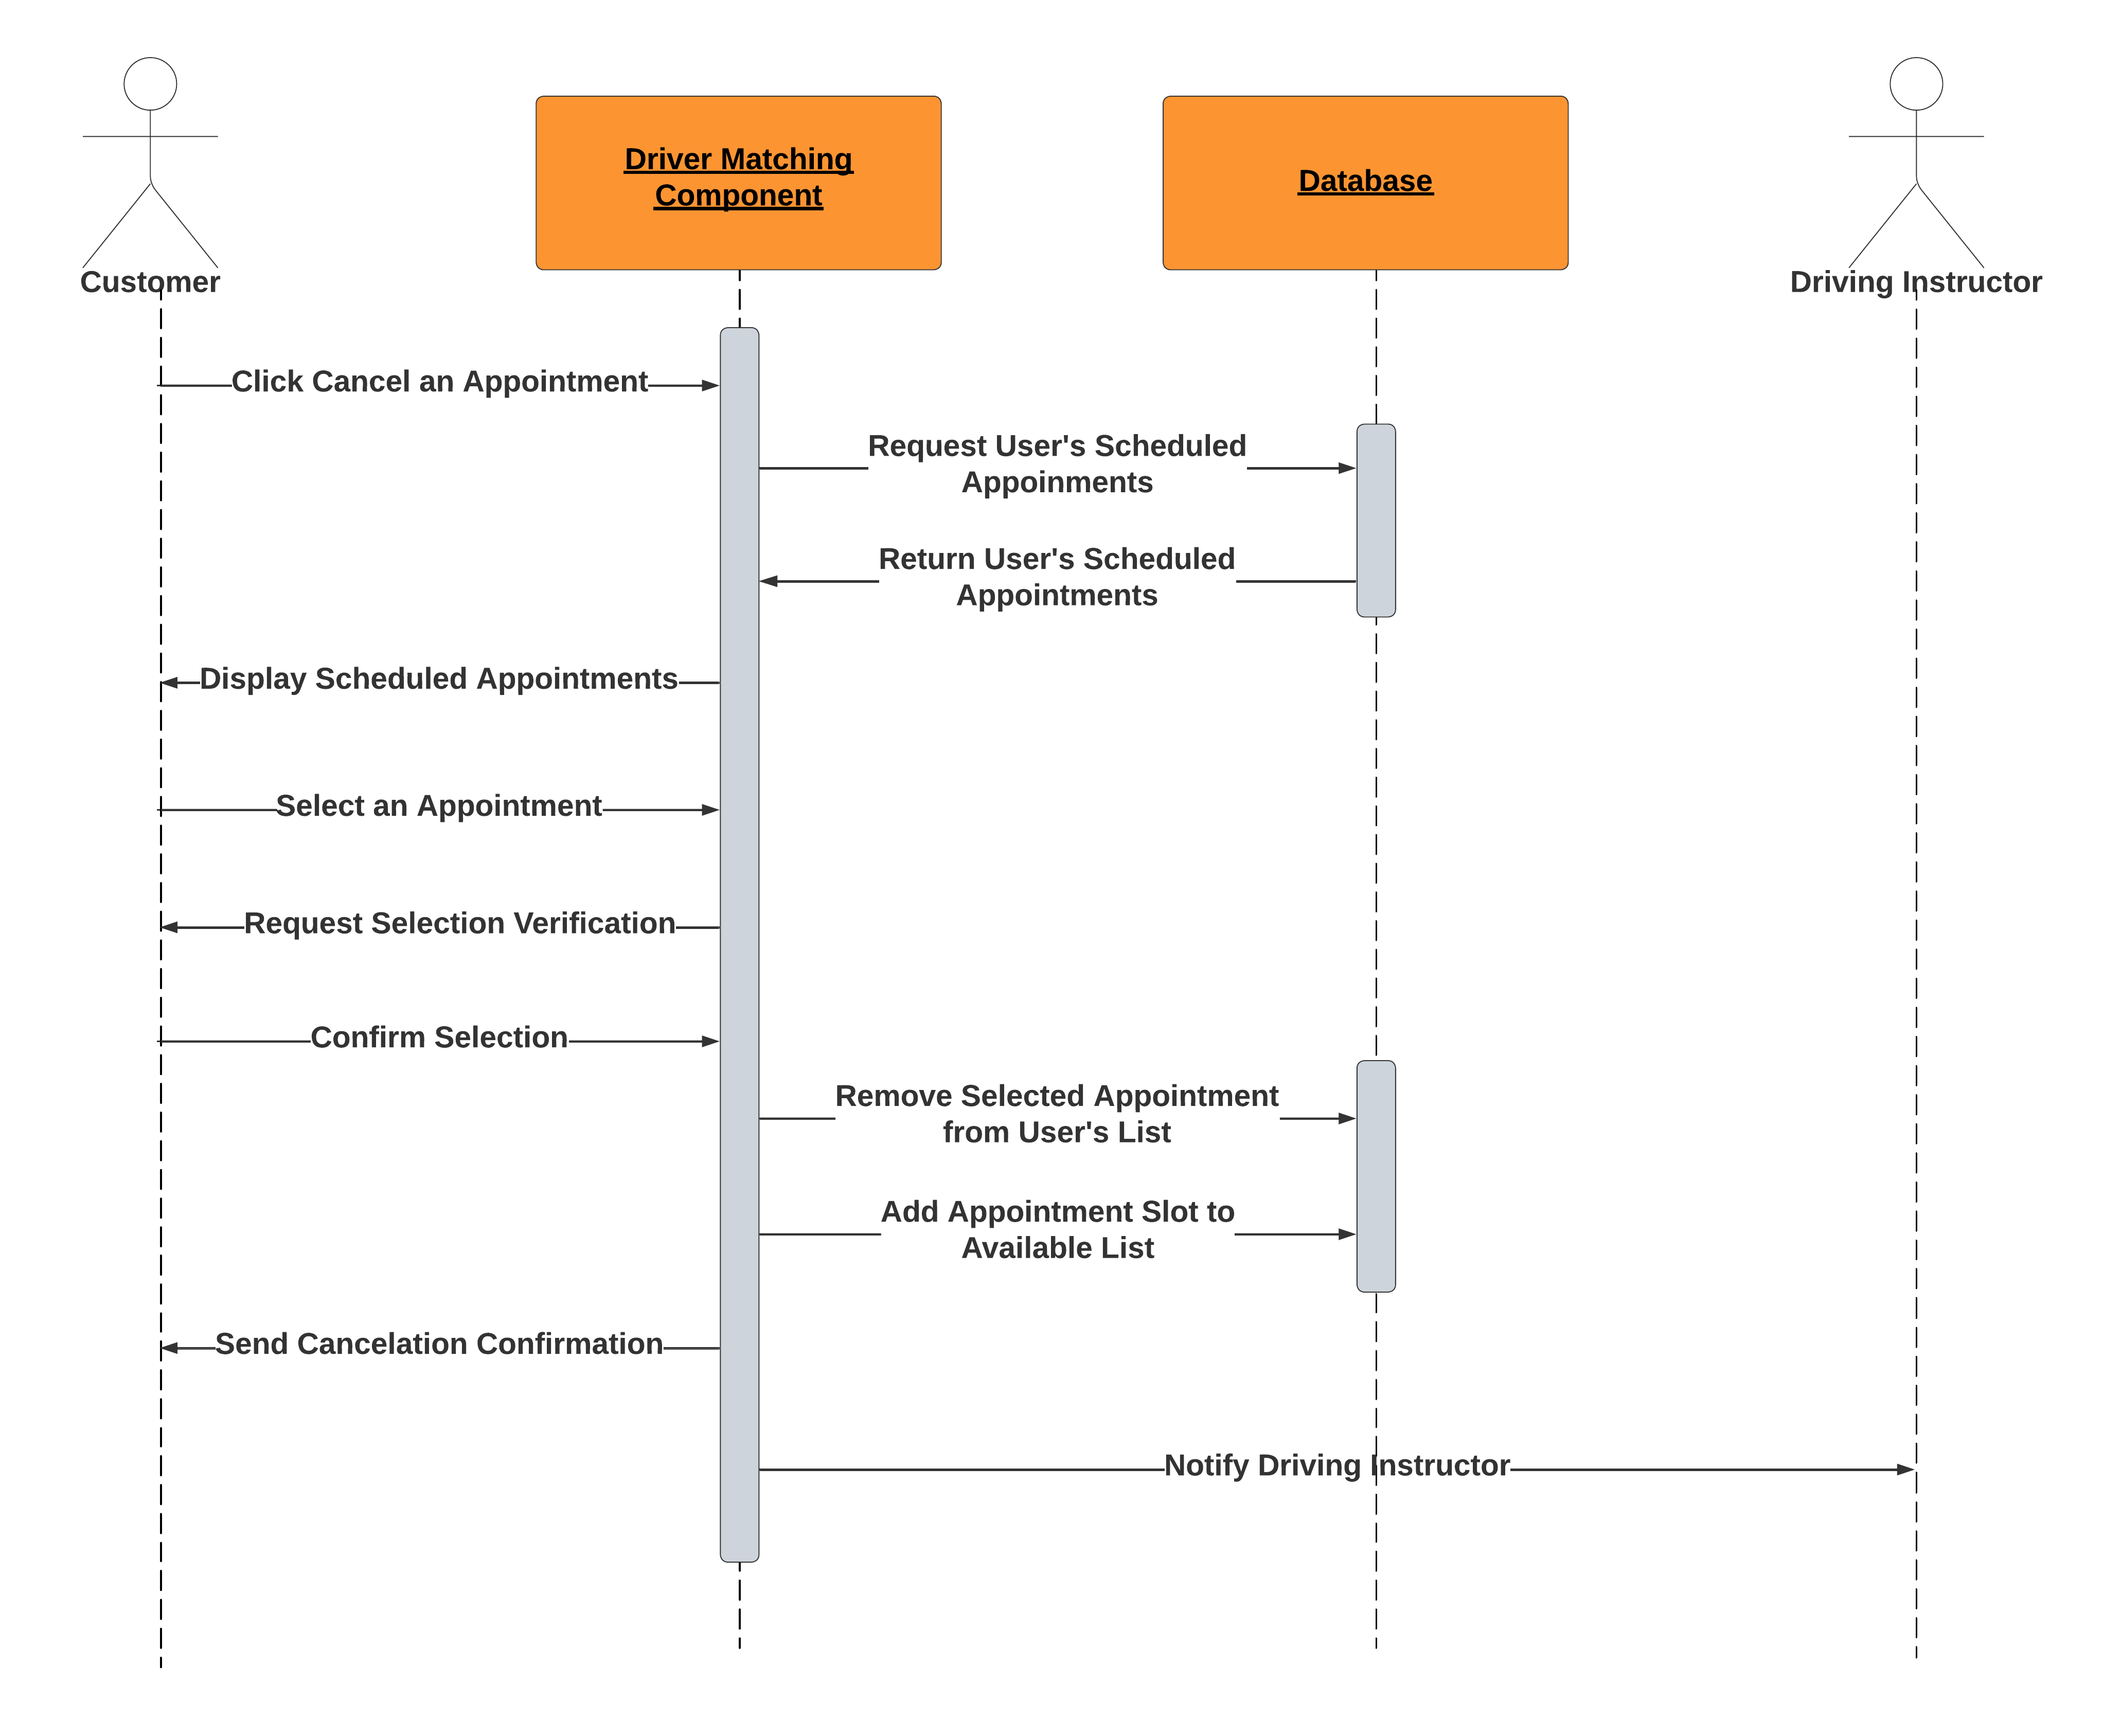 Customer
Driver Matching
Component
Database
Driving Instructor
Click Cancel an Appointment
Request User's Scheduled
Appoinments
Return User's Scheduled
Appointments
Display Scheduled Appointments
Select an Appointment
Request Selection Verification
Confirm Selection
Remove Selected Appointment
from User's List
Add Appointment Slot to
Available List
Send Cancelation Confirmation
Notify Driving Instructor